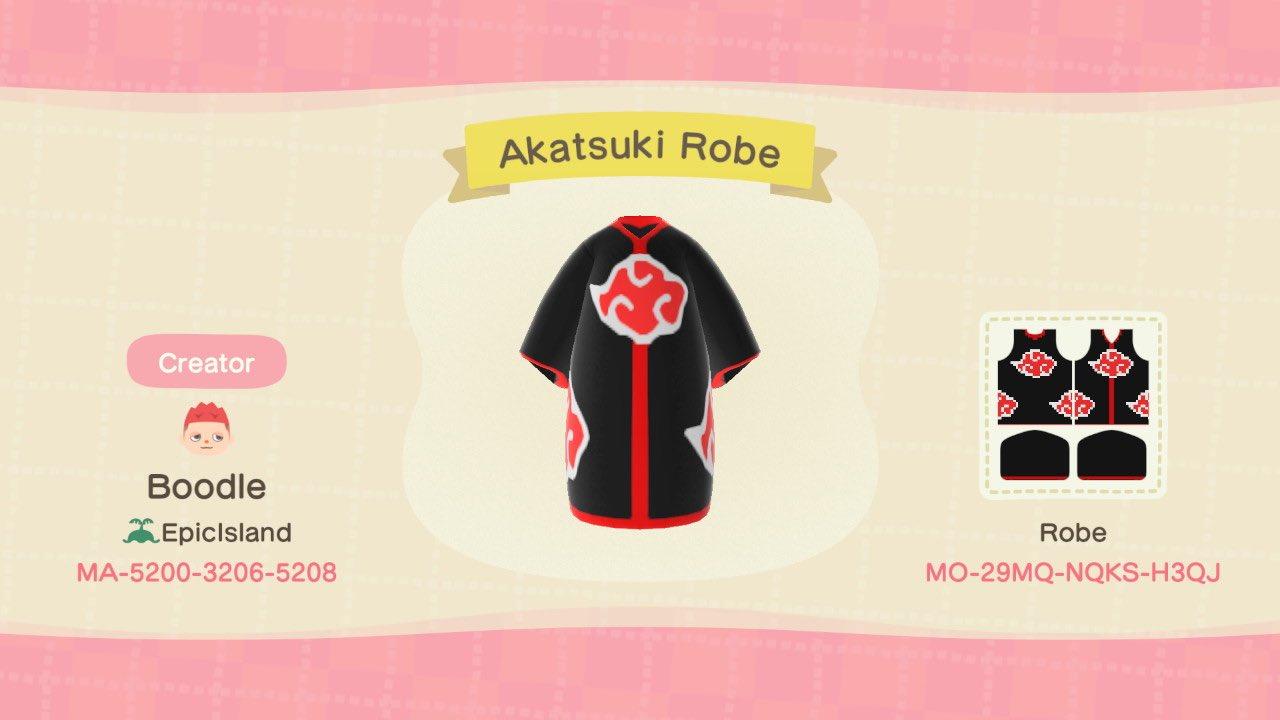 Akatsuki Robe
Creator
Boodle
EpicIsland
MA-5200-3206-5208
Robe
MO-29MQ-NQKS-H3QJ